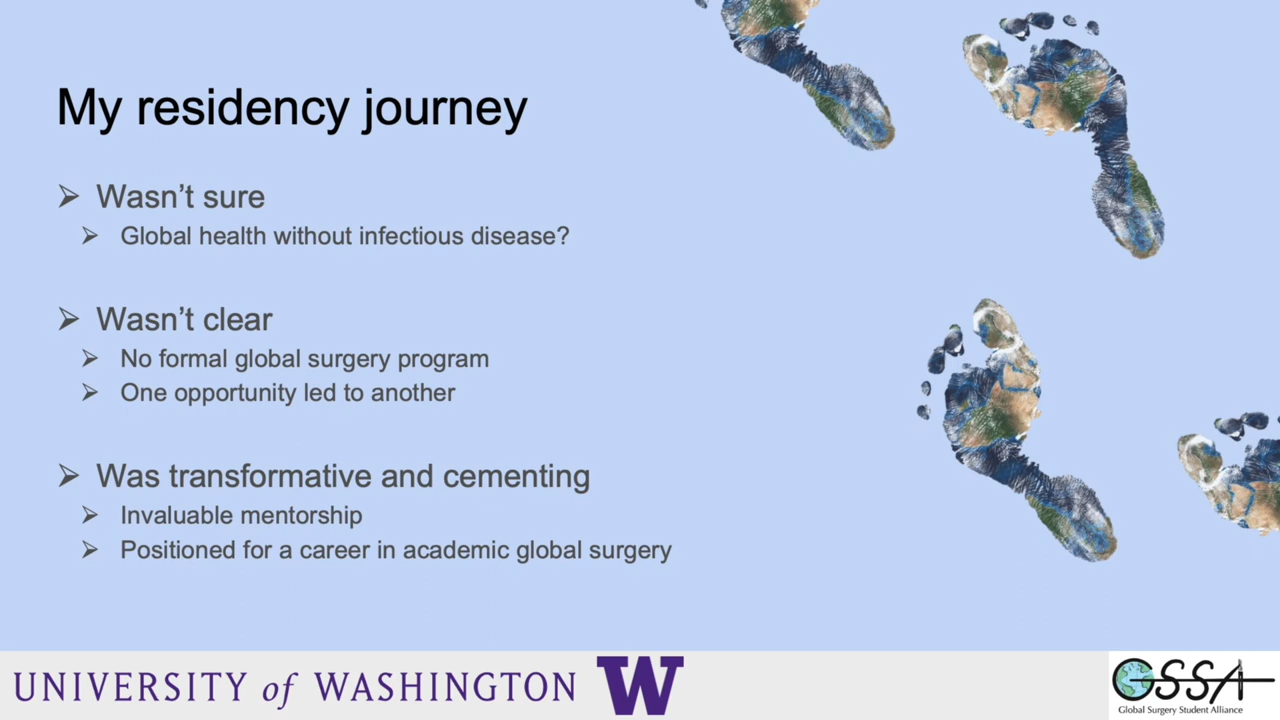 My residency journey
Wasn’t sure
Global health without infectious disease?
Wasn’t clear
No formal global surgery program
One opportunity led to another
Was transformative and cementing
Invaluable mentorship
Positioned for a career in academic global surgery
UNIVERSITY of WASHINGTON W
GSSA
Global Surgery Student Alliance